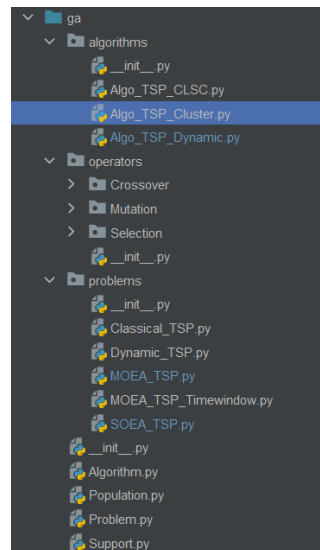 ga
algorithms
__init__.py
Algo_TSP_CLSC.py
Algo_TSP_Cluster.py
Algo_TSP_Dynamic.py
operators
Crossover
Mutation
Selection
__init__.py
problems
__init__.py
Classical_TSP.py
Dynamic_TSP.py
MOEA_TSP.py
MOEA_TSP_Timewindow.py
SOEA_TSP.py
__init__.py
Algorithm.py
Population.py
Problem.py
Support.py